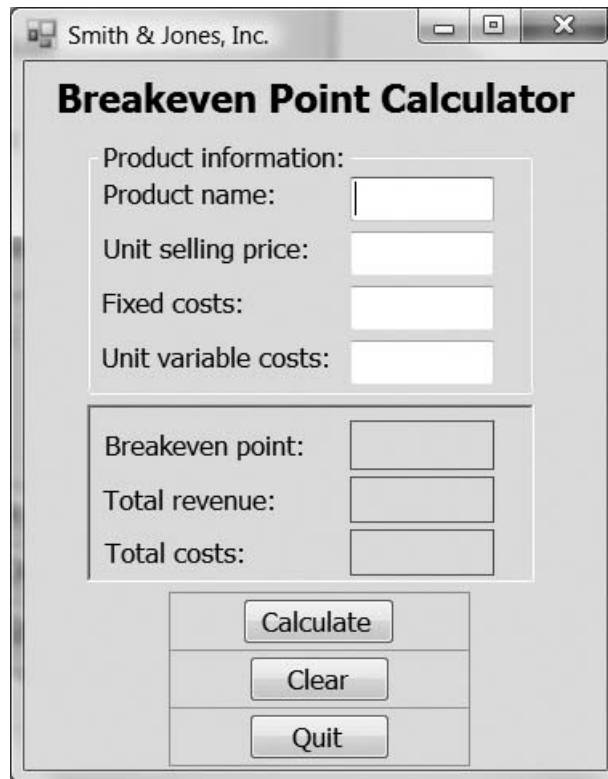 Smith & Jones, Inc.
Breakeven Point Calculator
Product information:
Product name:
Unit selling price:
Fixed costs:
Unit variable costs:
Breakeven point:
Total revenue:
Total costs:
Calculate
Clear
Quit